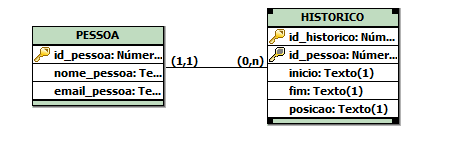 PESSOA
id_pessoa: Númer...
nome_pessoa: Te...
email_pessoa: Te...
(1,1)
(0,n)
HISTORICO
id_historico: Núm...
id_pessoa: Númer...
inicio: Texto(1)
fim: Texto(1)
posicao: Texto(1)